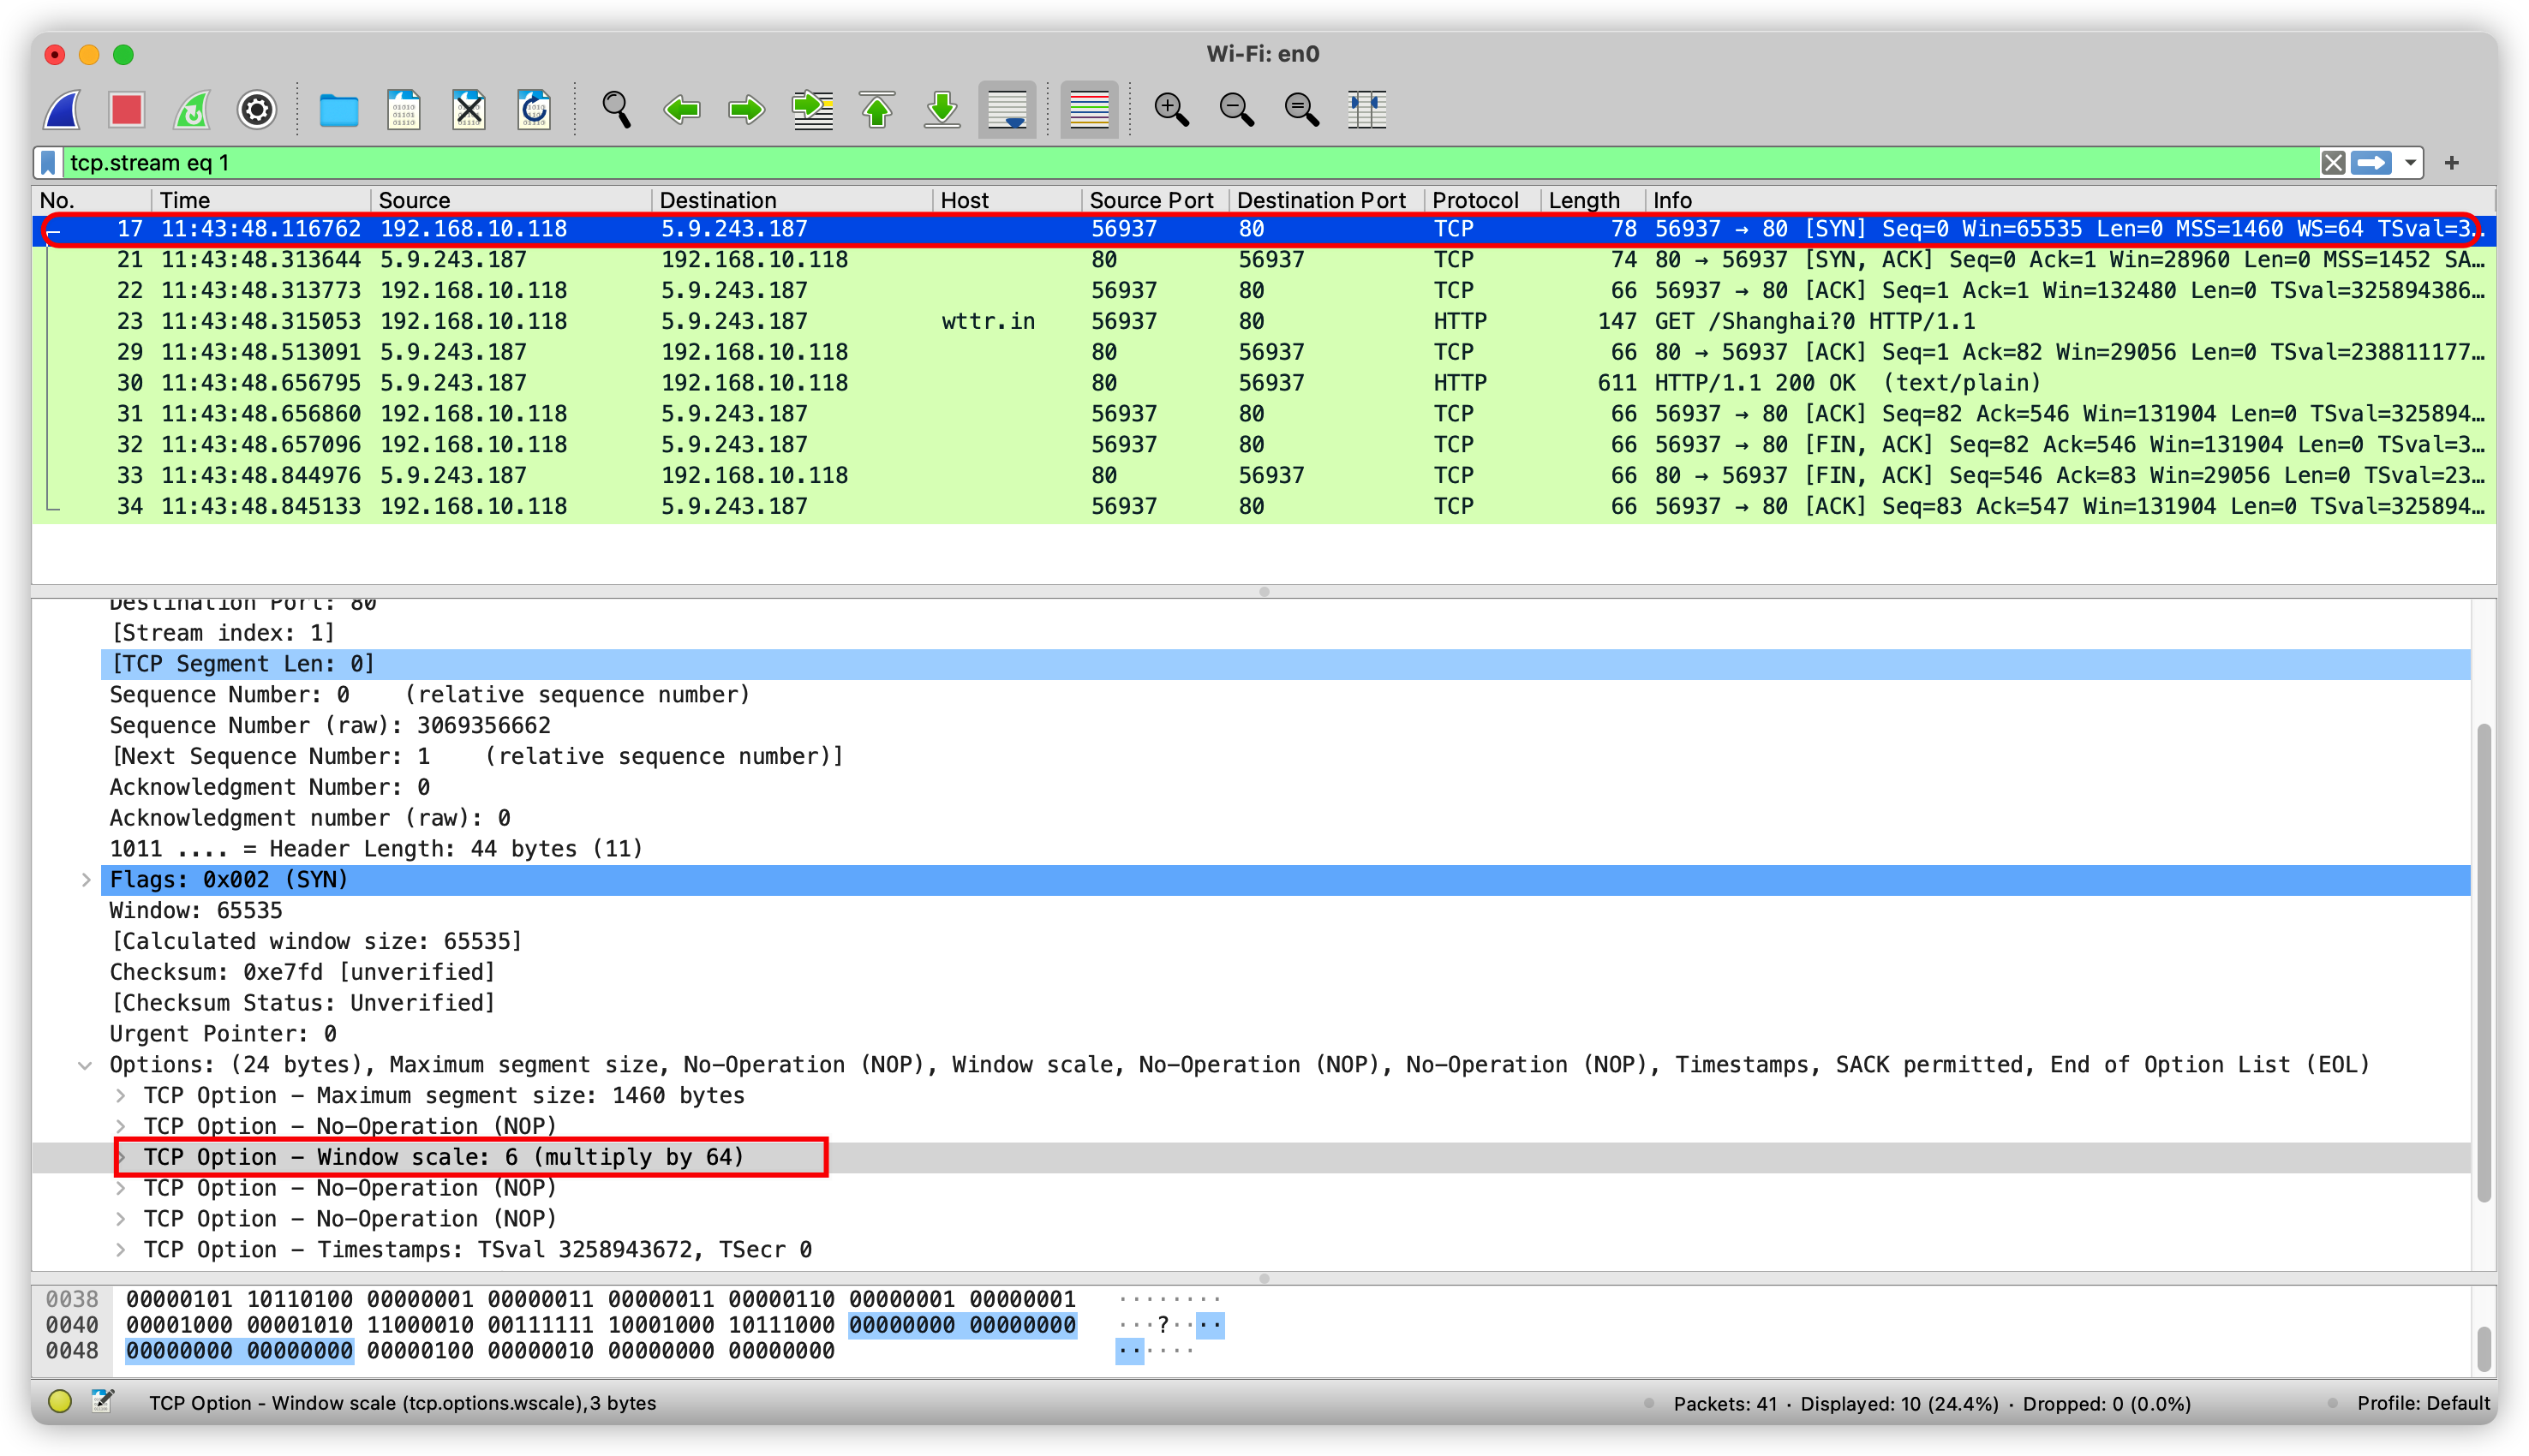 Wi-Fi: en0
tcp.stream eq 1
No. Time Source Destination Host Source Port Destination Port Protocol Length Info
17 11:43:48.116762 192.168.10.118 5.9.243.187 56937 80 TCP 78 56937 → 80 [SYN] Seq=0 Win=65535 Len=0 MSS=1460 WS=64 TSval=3…
21 11:43:48.313644 5.9.243.187 192.168.10.118 80 56937 TCP 74 80 → 56937 [SYN, ACK] Seq=0 Ack=1 Win=28960 Len=0 MSS=1452 SA…
22 11:43:48.313773 192.168.10.118 5.9.243.187 56937 80 TCP 66 56937 → 80 [ACK] Seq=1 Ack=1 Win=132480 Len=0 TSval=325894386…
23 11:43:48.315053 192.168.10.118 5.9.243.187 wttr.in 56937 80 HTTP 147 GET /Shanghai?0 HTTP/1.1
29 11:43:48.513091 5.9.243.187 192.168.10.118 80 56937 TCP 66 80 → 56937 [ACK] Seq=1 Ack=82 Win=29056 Len=0 TSval=238811177…
30 11:43:48.656795 5.9.243.187 192.168.10.118 80 56937 HTTP 611 HTTP/1.1 200 OK (text/plain)
31 11:43:48.656860 192.168.10.118 5.9.243.187 56937 80 TCP 66 56937 → 80 [ACK] Seq=82 Ack=546 Win=131904 Len=0 TSval=325894…
32 11:43:48.657096 192.168.10.118 5.9.243.187 56937 80 TCP 66 56937 → 80 [FIN, ACK] Seq=82 Ack=546 Win=131904 Len=0 TSval=3…
33 11:43:48.844976 5.9.243.187 192.168.10.118 80 56937 TCP 66 80 → 56937 [FIN, ACK] Seq=546 Ack=83 Win=29056 Len=0 TSval=23…
34 11:43:48.845133 192.168.10.118 5.9.243.187 56937 80 TCP 66 56937 → 80 [ACK] Seq=83 Ack=547 Win=131904 Len=0 TSval=325894…
Destination Port: 80
[Stream index: 1]
[TCP Segment Len: 0]
Sequence Number: 0 (relative sequence number)
Sequence Number (raw): 3069356662
[Next Sequence Number: 1 (relative sequence number)]
Acknowledgment Number: 0
Acknowledgment number (raw): 0
1011 .... = Header Length: 44 bytes (11)
Flags: 0x002 (SYN)
Window: 65535
[Calculated window size: 65535]
Checksum: 0xe7fd [unverified]
[Checksum Status: Unverified]
Urgent Pointer: 0
Options: (24 bytes), Maximum segment size, No-Operation (NOP), Window scale, No-Operation (NOP), No-Operation (NOP), Timestamps, SACK permitted, End of Option List (EOL)
TCP Option – Maximum segment size: 1460 bytes
TCP Option – No-Operation (NOP)
TCP Option – Window scale: 6 (multiply by 64)
TCP Option – No-Operation (NOP)
TCP Option – No-Operation (NOP)
TCP Option – Timestamps: TSval 3258943672, TSecr 0
0038 00000101 10110100 00000001 00000011 00000011 00000110 00000001 00000001 ········
0040 00001000 00001010 11000010 00111111 10001000 10111000 00000000 00000000 ···?····
0048 00000000 00000000 00000100 00000010 00000000 00000000 ······
TCP Option - Window scale (tcp.options.wscale),3 bytes
Packets: 41 · Displayed: 10 (24.4%) · Dropped: 0 (0.0%)
Profile: Default